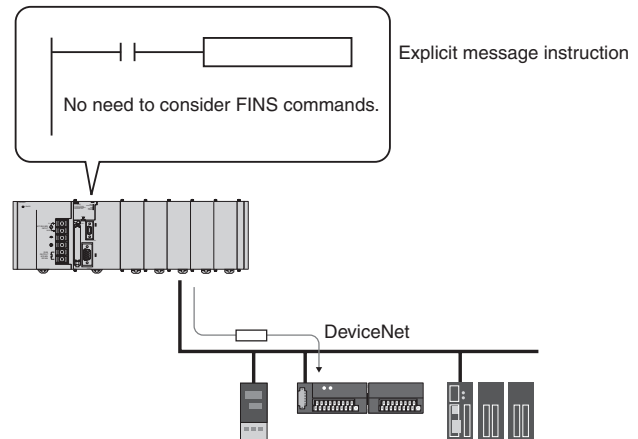 Explicit message instruction
No need to consider FINS commands.
DeviceNet